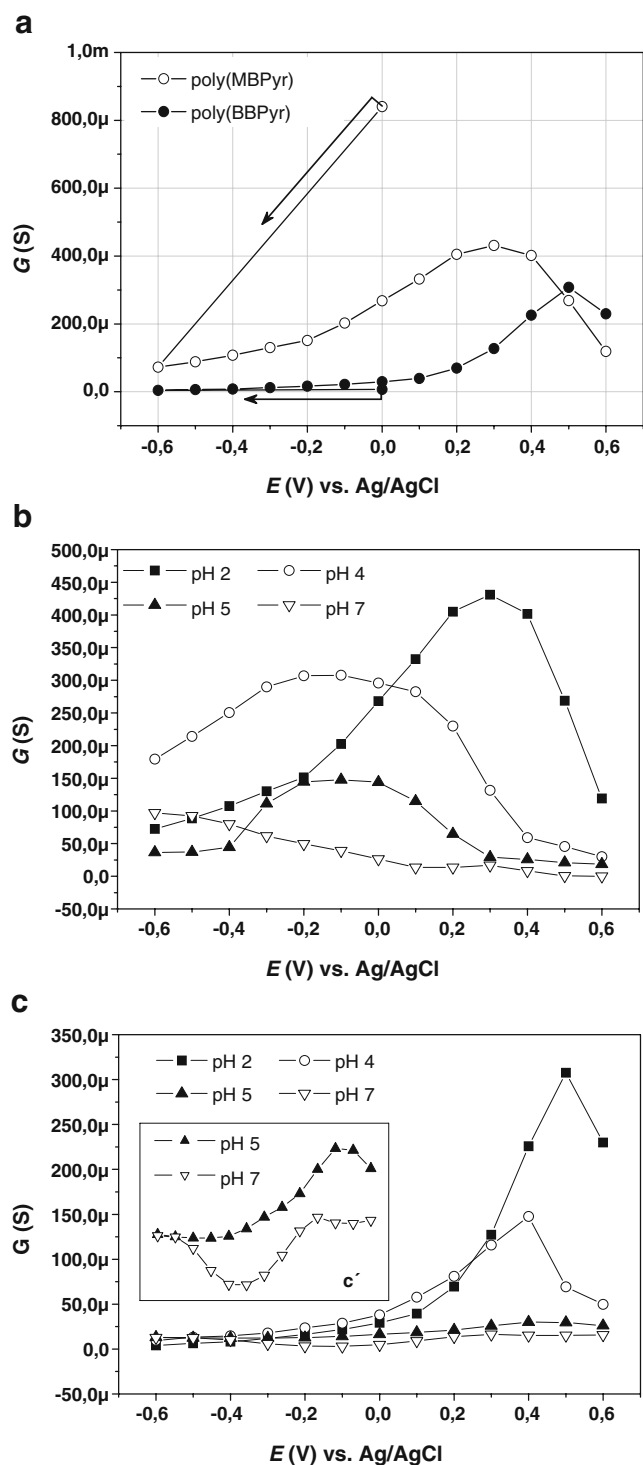 a
1,0m
800,0µ
600,0µ
400,0µ
200,0µ
0,0
G (S)
poly(MBPyr)
poly(BBPyr)
-0,6 -0,4 -0,2 0,0 0,2 0,4 0,6
E (V) vs. Ag/AgCl
b
500,0µ
450,0µ
400,0µ
350,0µ
300,0µ
250,0µ
200,0µ
150,0µ
100,0µ
50,0µ
0,0
-50,0µ
G (S)
pH 2 pH 4
pH 5 pH 7
-0,6 -0,4 -0,2 0,0 0,2 0,4 0,6
E (V) vs. Ag/AgCl
c
350,0µ
300,0µ
250,0µ
200,0µ
150,0µ
100,0µ
50,0µ
0,0
-50,0µ
G (S)
pH 2 pH 4
pH 5 pH 7
pH 5
pH 7
c´
-0,6 -0,4 -0,2 0,0 0,2 0,4 0,6
E (V) vs. Ag/AgCl